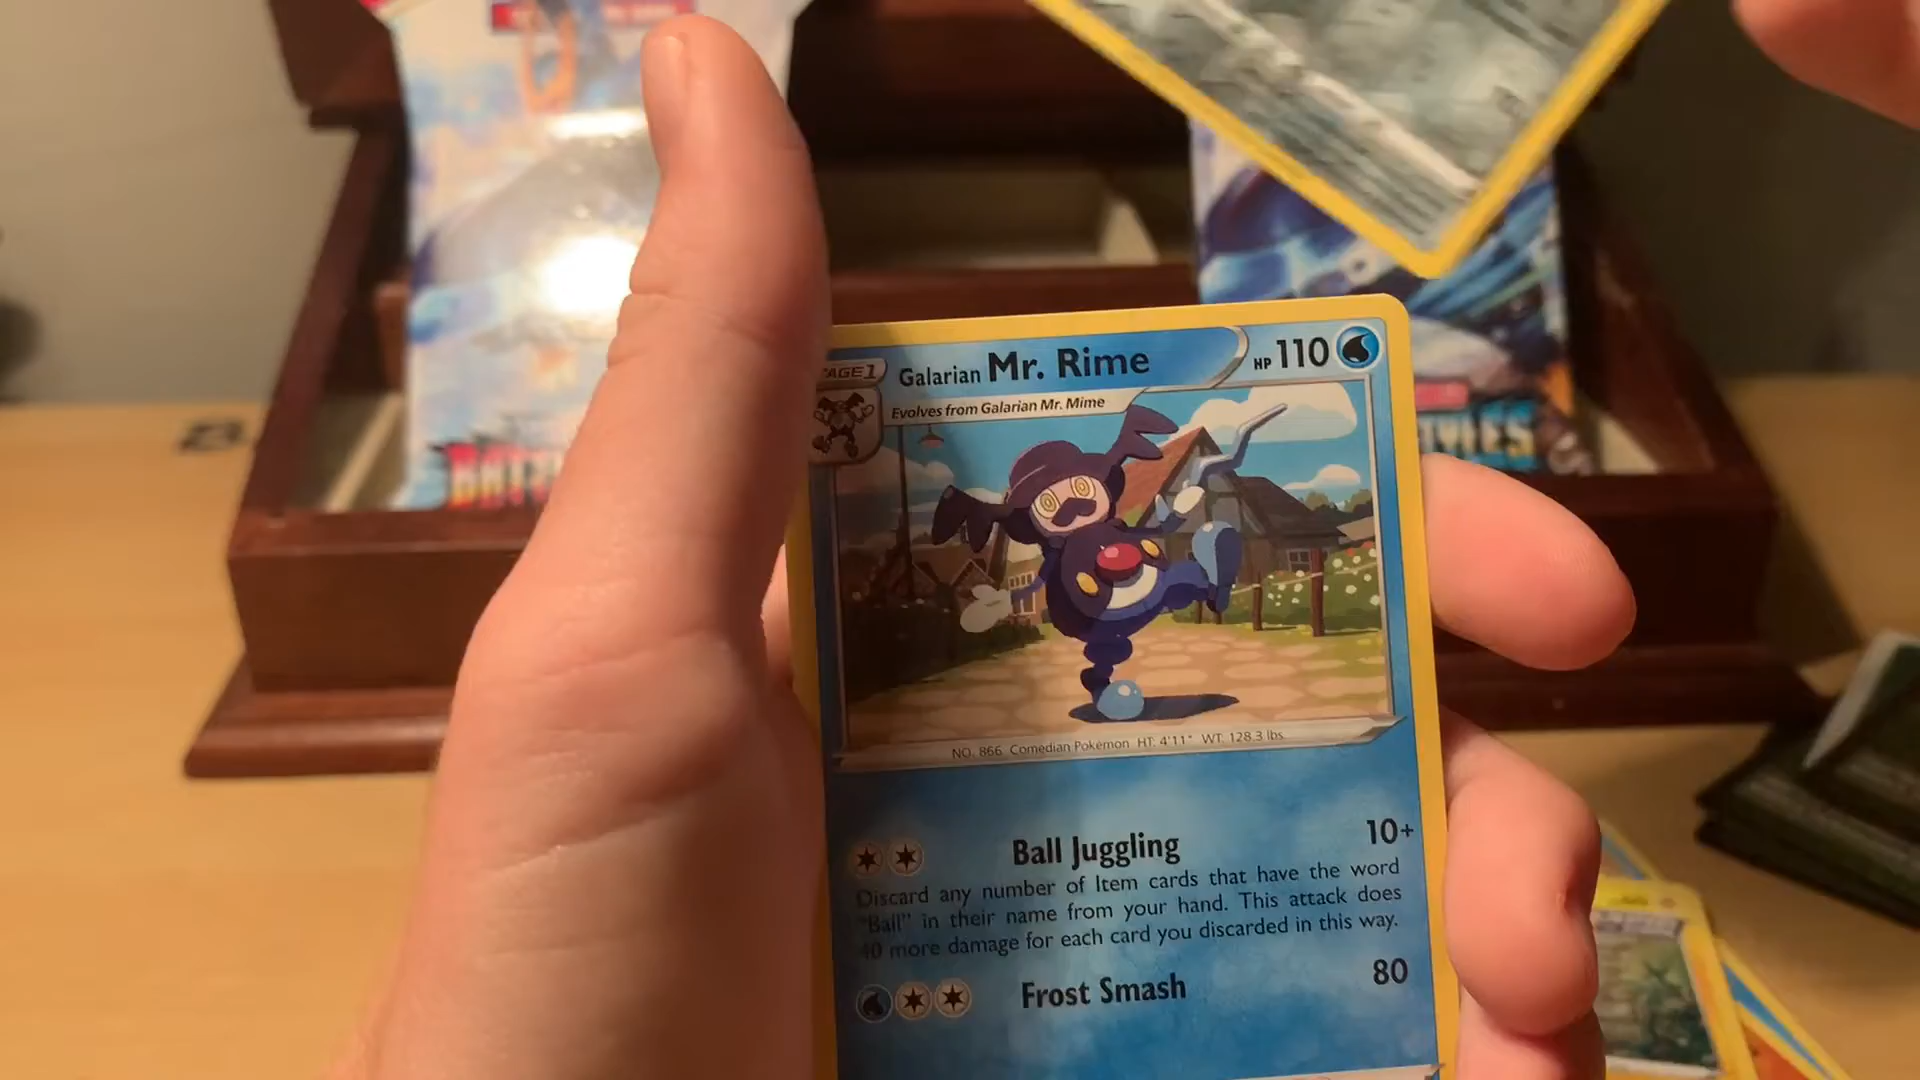 BATT
TYLES
TAGE1
Galarian Mr. Rime
HP 110
Evolves from Galarian Mr. Mime
NO. 866 Comedian Pokémon HT: 4'11" WT: 128.3 lbs.
Ball Juggling 10+
Discard any number of Item cards that have the word
"Ball" in their name from your hand. This attack does
40 more damage for each card you discarded in this way.
Frost Smash 80